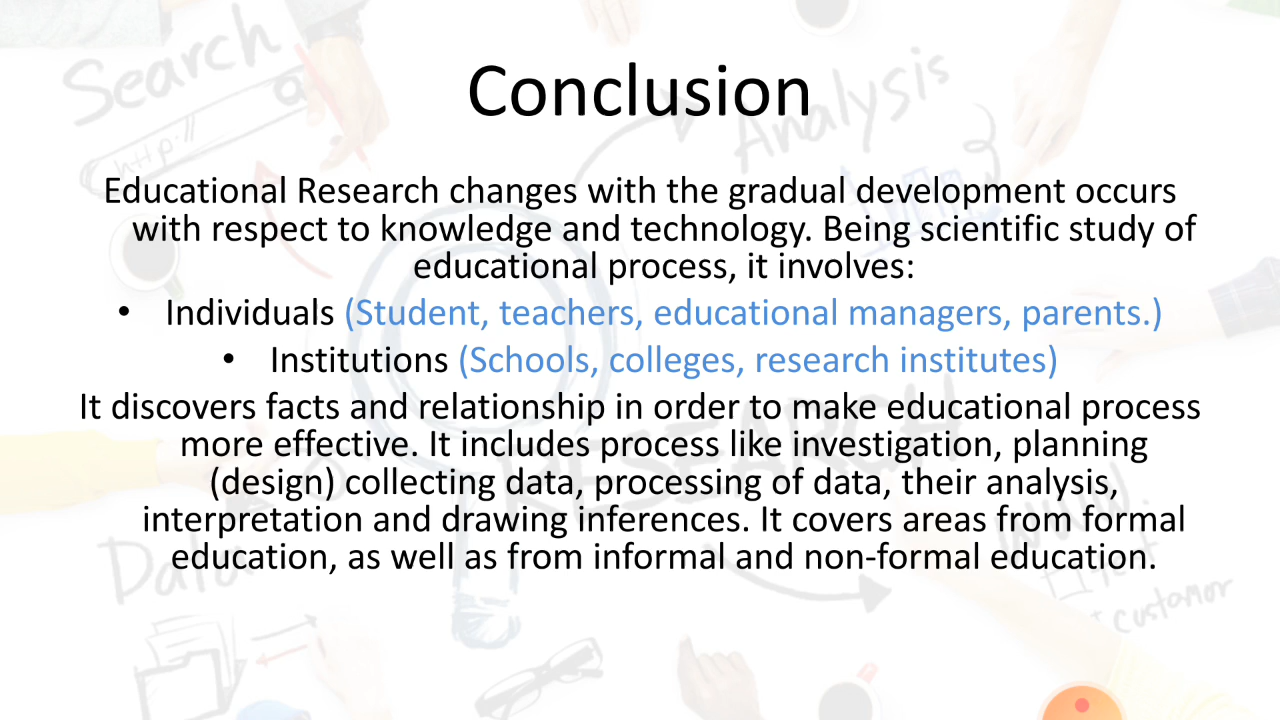 Search
Conclusion
Analysis
http://
Educational Research changes with the gradual development occurs
with respect to knowledge and technology. Being scientific study of
educational process, it involves:
• Individuals (Student, teachers, educational managers, parents.)
• Institutions (Schools, colleges, research institutes)
It discovers facts and relationship in order to make educational process
more effective. It includes process like investigation, planning
(design) collecting data, processing of data, their analysis,
interpretation and drawing inferences. It covers areas from formal
education, as well as from informal and non-formal education.
RESEARCH
Data
customor